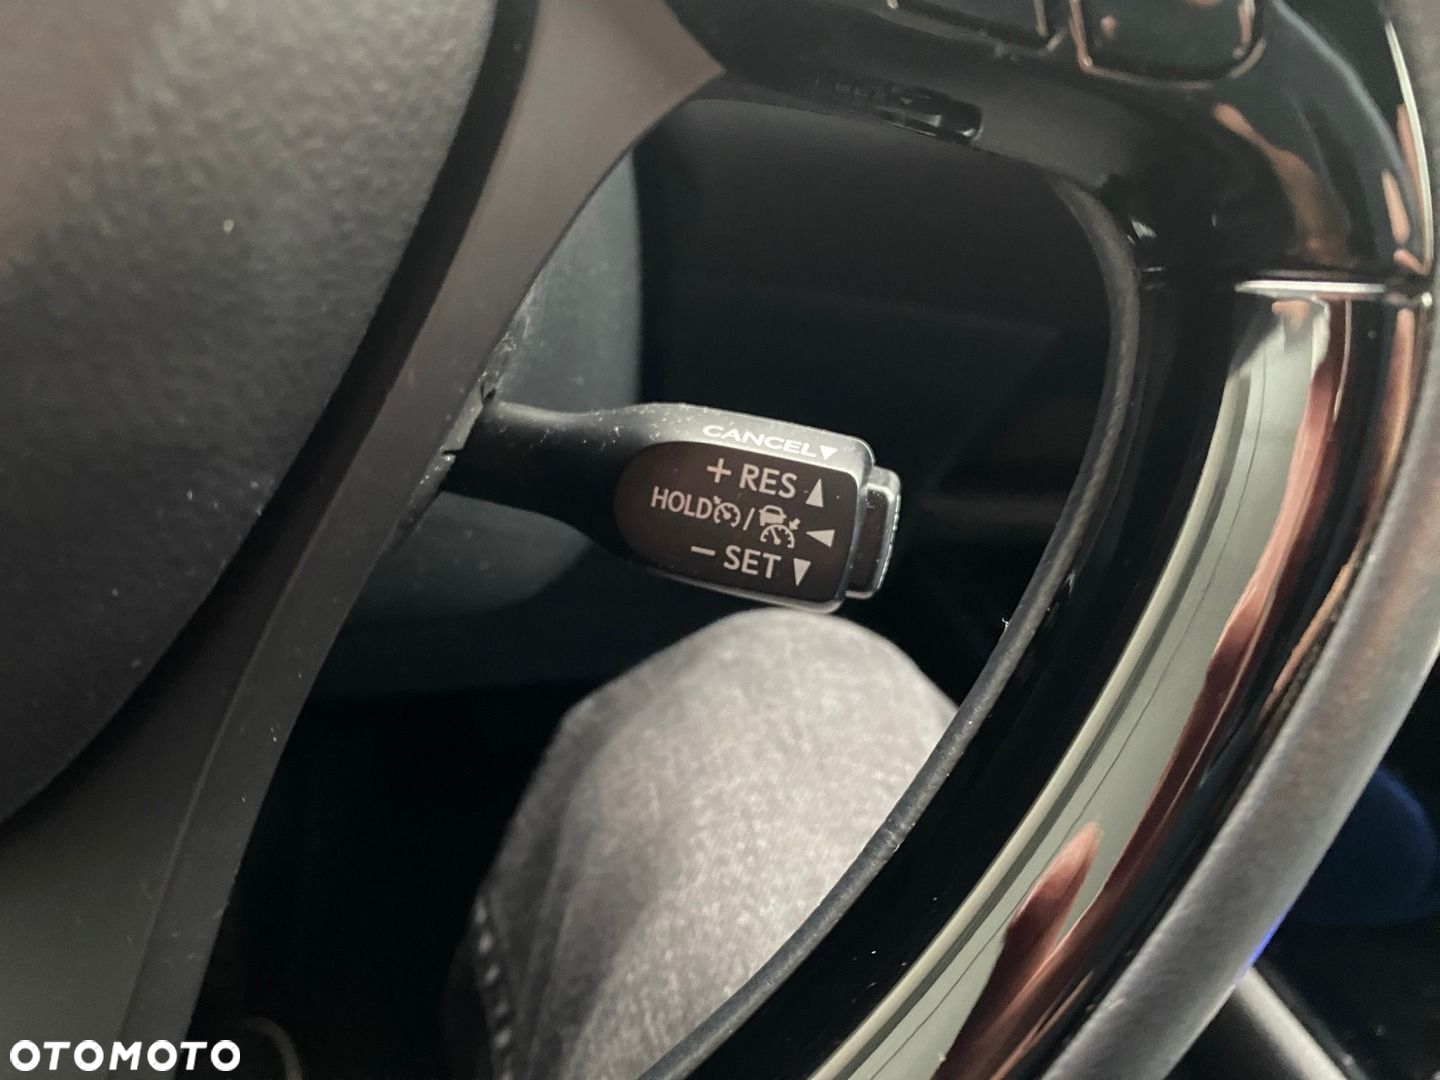 CANCEL▼
+ RES ▲
HOLD / ◀
− SET ▼
OTOMOTO